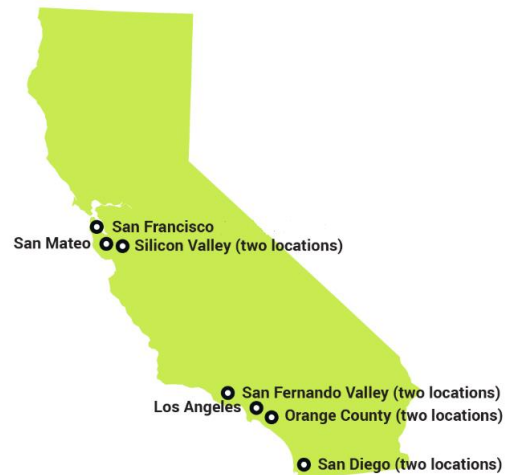 San Francisco
San Mateo
Silicon Valley (two locations)
San Fernando Valley (two locations)
Los Angeles
Orange County (two locations)
San Diego (two locations)